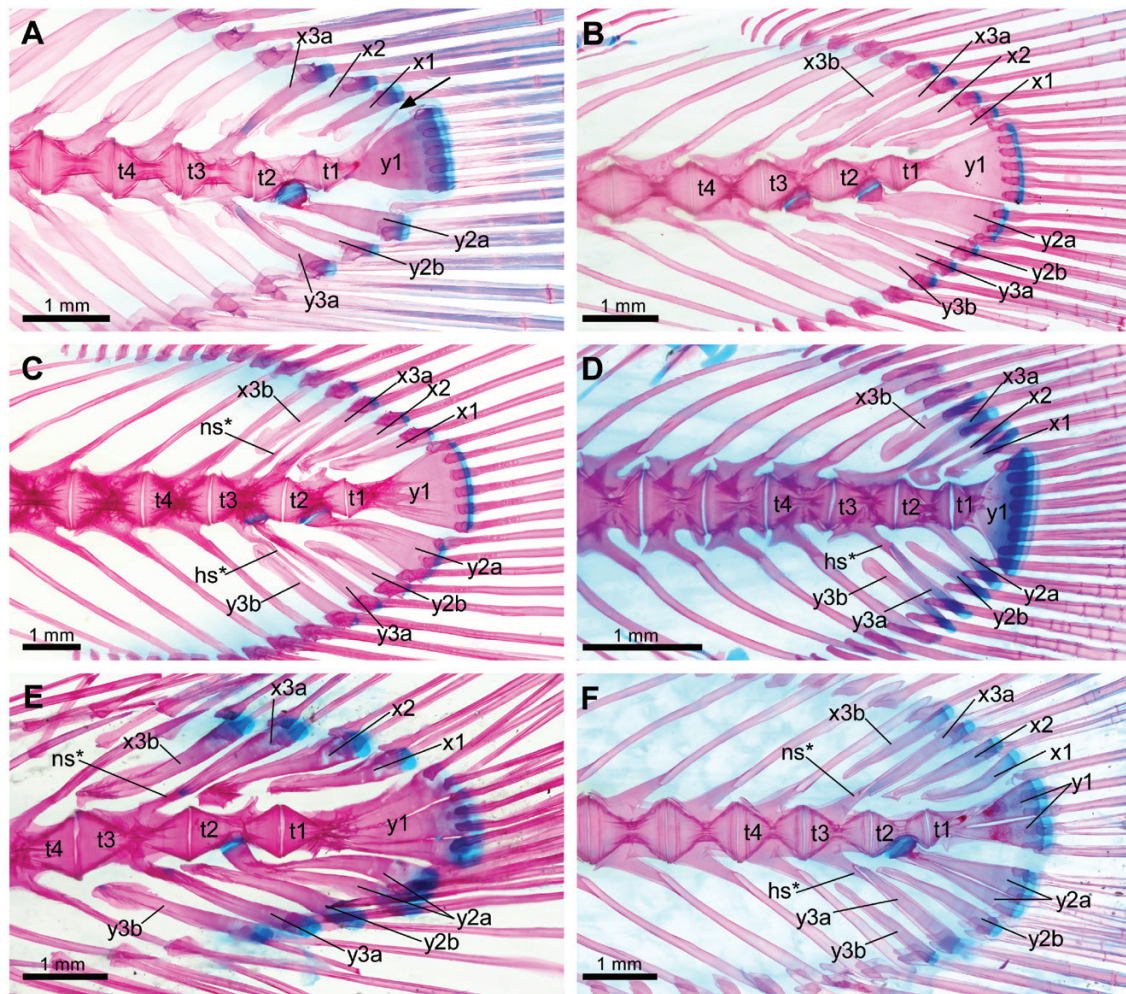 A
x3a
x2
x1
y1
t4
t3
t2
t1
y2a
y2b
y3a
1 mm
B
x3a
x2
x3b
x1
y1
t4
t3
t2
t1
y2a
y2b
y3a
y3b
1 mm
C
x3a
x3b
x2
x1
ns*
t4
t3
t2
t1
y1
hs*
y2a
y3b
y2b
y3a
1 mm
D
x3a
x3b
x2
x1
t4
t3
t2
t1
y1
hs*
y2a
y3b
y2b
y3a
1 mm
E
x3a
x2
x3b
x1
ns*
t4
t3
t2
t1
y1
y3b
y2a
y2b
y3a
1 mm
F
x3a
x3b
x2
x1
ns*
y1
t4
t3
t2
t1
hs*
y3a
y2a
y3b
y2b
1 mm